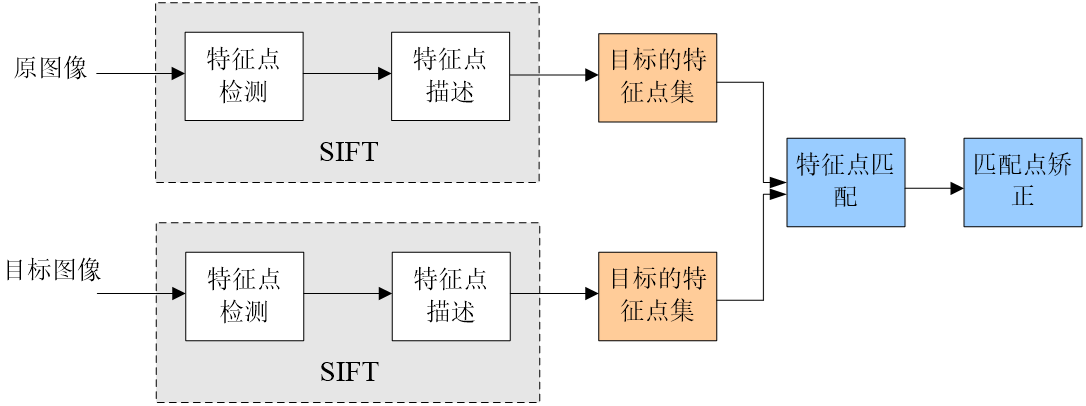 原图像
特征点
检测
特征点
描述
SIFT
目标的特
征点集
目标图像
特征点
检测
特征点
描述
SIFT
目标的特
征点集
特征点匹
配
匹配点矫
正